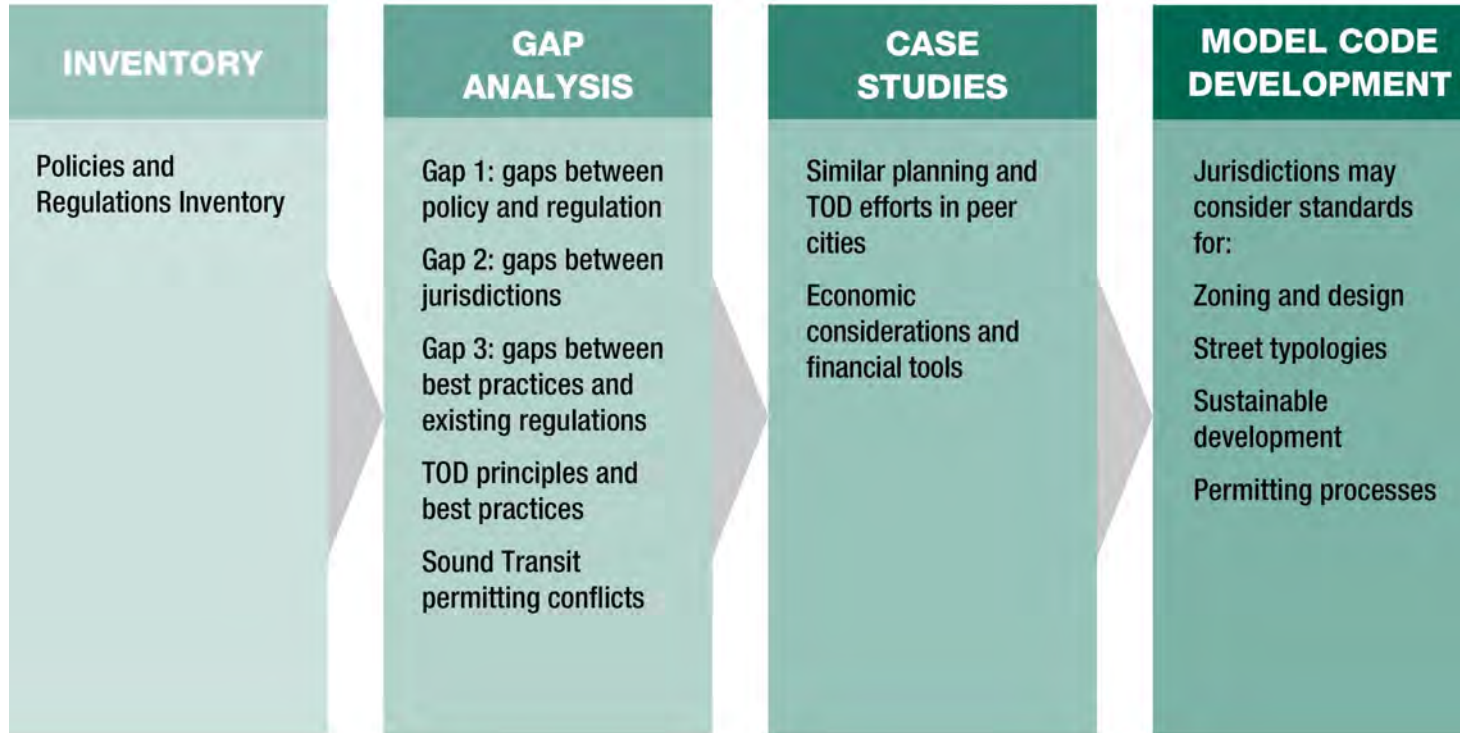 INVENTORY
Policies and
Regulations Inventory
GAP
ANALYSIS
Gap 1: gaps between
policy and regulation
Gap 2: gaps between
jurisdictions
Gap 3: gaps between
best practices and
existing regulations
TOD principles and
best practices
Sound Transit
permitting conflicts
CASE
STUDIES
Similar planning and
TOD efforts in peer
cities
Economic
considerations and
financial tools
MODEL CODE
DEVELOPMENT
Jurisdictions may
consider standards
for:
Zoning and design
Street typologies
Sustainable
development
Permitting processes